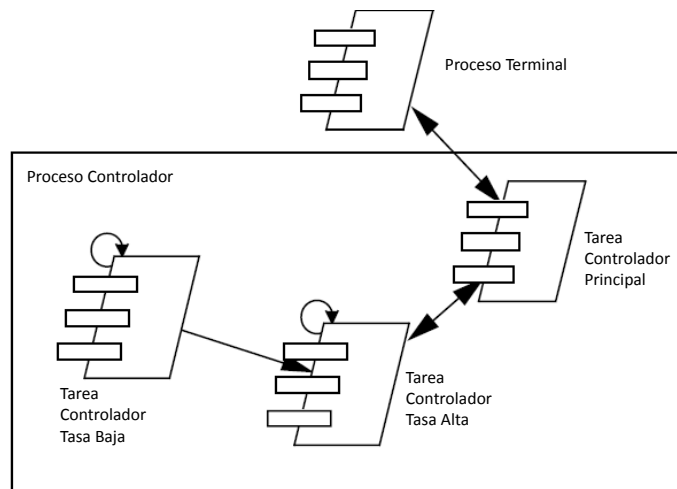 Proceso Terminal
Proceso Controlador
Tarea
Controlador
Principal
Tarea
Controlador
Tasa Baja
Tarea
Controlador
Tasa Alta